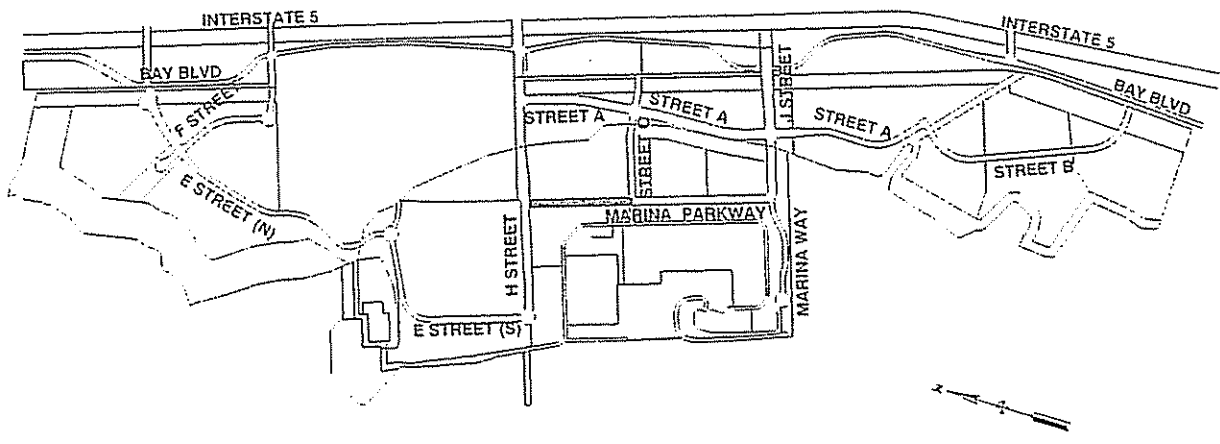 INTERSTATE 5
INTERSTATE 5
BAY BLVD
BAY BLVD
F STREET
J STREET
STREET A
STREET A
STREET A
STREET C
STREET B
E STREET (N)
MARINA PARKWAY
H STREET
MARINA WAY
E STREET (S)